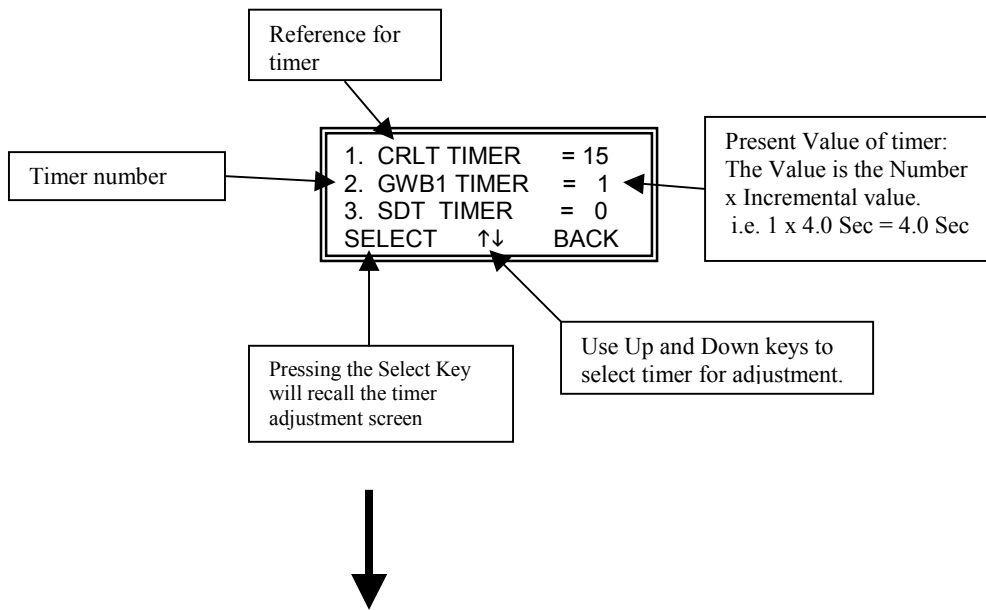 Reference for
timer
Timer number
1. CRLT TIMER = 15
2. GWB1 TIMER = 1
3. SDT TIMER = 0
SELECT ↑↓ BACK
Present Value of timer:
The Value is the Number
x Incremental value.
i.e. 1 x 4.0 Sec = 4.0 Sec
Pressing the Select Key
will recall the timer
adjustment screen
Use Up and Down keys to
select timer for adjustment.